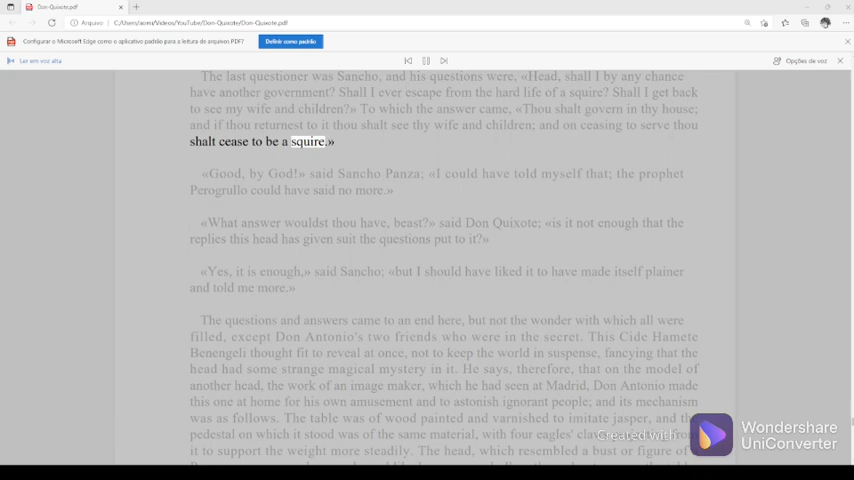 Don-Quixote.pdf
Arquivo
C:/Users/laoni/Videos/YouTube/Don-Quixote/Don-Quixote.pdf
Configurar o Microsoft Edge como o aplicativo padrão para a leitura de arquivos PDF?
Definir como padrão
Ler em voz alta
Opções de voz
The last questioner was Sancho, and his questions were, «Head, shall I by any chance
have another government? Shall I ever escape from the hard life of a squire? Shall I get back
to see my wife and children?» To which the answer came, «Thou shalt govern in thy house;
and if thou returnest to it thou shalt see thy wife and children; and on ceasing to serve thou
shalt cease to be a squire.»
«Good, by God!» said Sancho Panza; «I could have told myself that; the prophet
Perogrullo could have said no more.»
«What answer wouldst thou have, beast?» said Don Quixote; «is it not enough that the
replies this head has given suit the questions put to it?»
«Yes, it is enough,» said Sancho; «but I should have liked it to have made itself plainer
and told me more.»
The questions and answers came to an end here, but not the wonder with which all were
filled, except Don Antonio's two friends who were in the secret. This Cide Hamete
Benengeli thought fit to reveal at once, not to keep the world in suspense, fancying that the
head had some strange magical mystery in it. He says, therefore, that on the model of
another head, the work of an image maker, which he had seen at Madrid, Don Antonio made
this one at home for his own amusement and to astonish ignorant people; and its mechanism
was as follows. The table was of wood painted and varnished to imitate jasper, and the
pedestal on which it stood was of the same material, with four eagles' from
it to support the weight more steadily. The head, which resembled a bust or figure of a
Created with
Wondershare
UniConverter